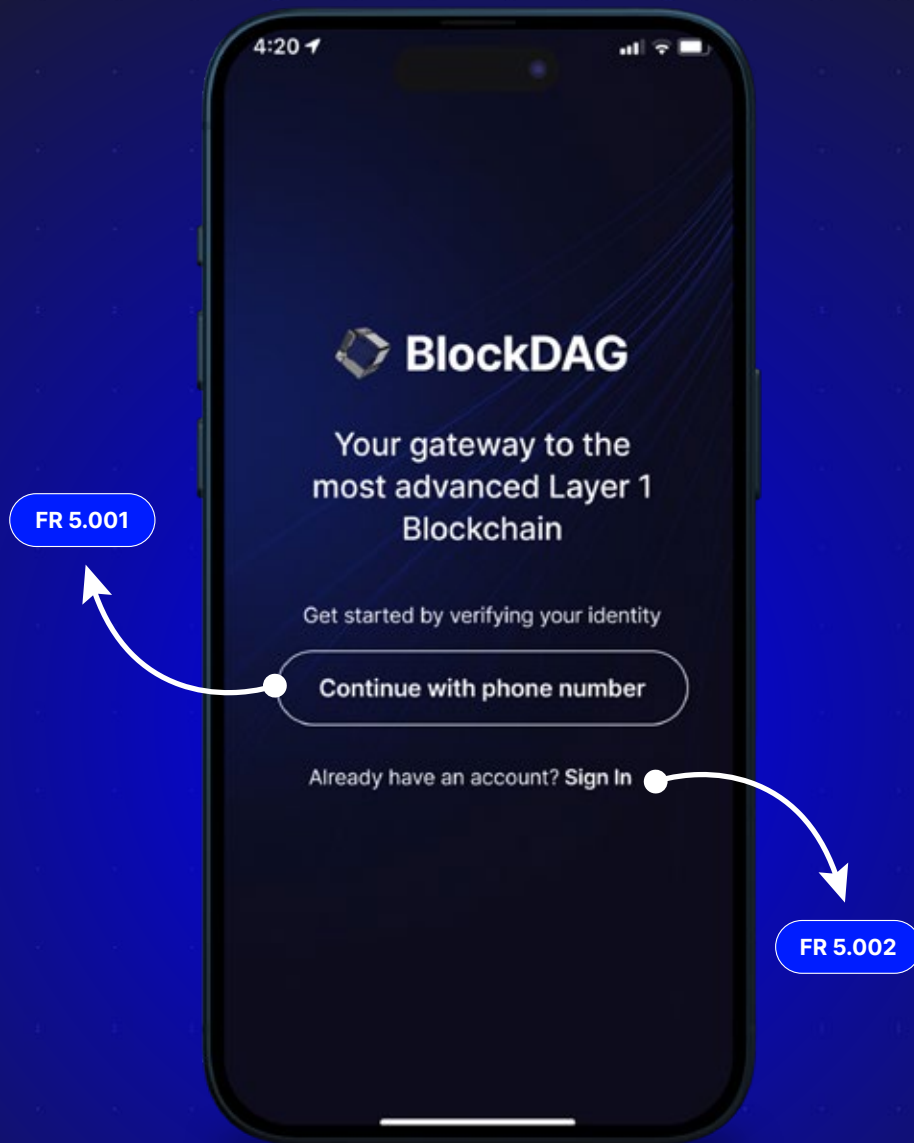 4:20
BlockDAG
Your gateway to the
most advanced Layer 1
Blockchain
FR 5.001
Get started by verifying your identity
Continue with phone number
Already have an account? Sign In
FR 5.002